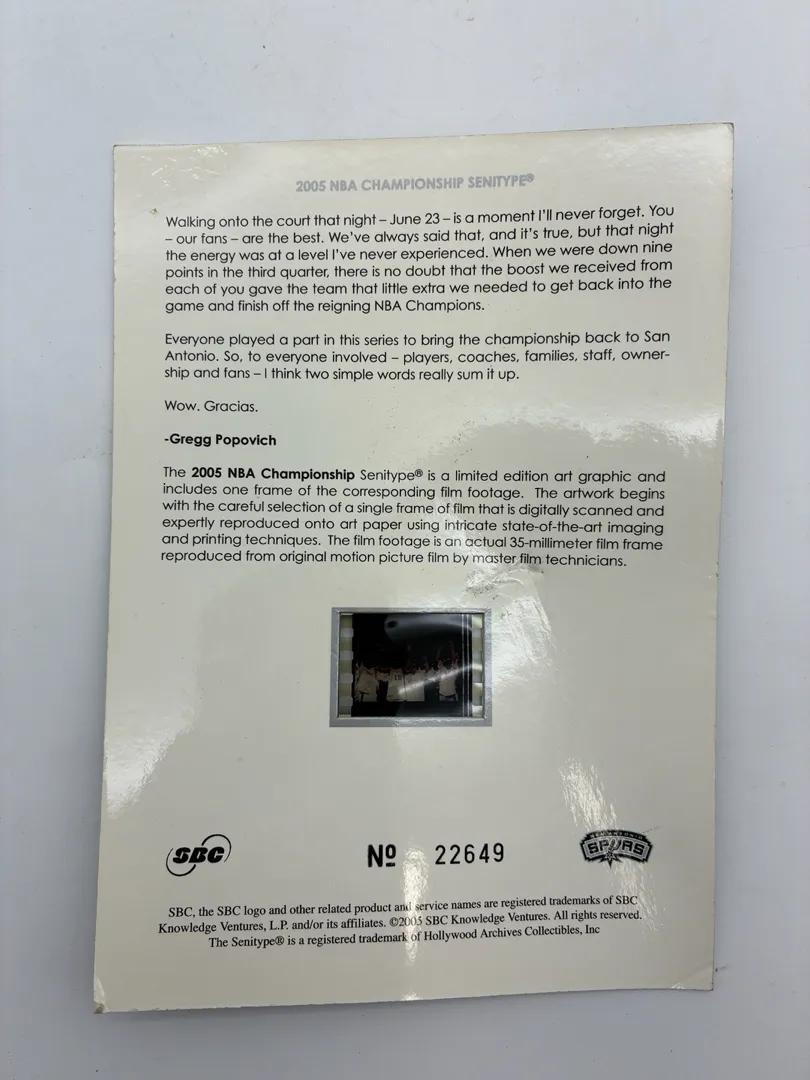 2005 NBA CHAMPIONSHIP SENITYPE®
Walking onto the court that night – June 23 – is a moment I'll never forget. You
– our fans – are the best. We've always said that, and it's true, but that night
the energy was at a level I've never experienced. When we were down nine
points in the third quarter, there is no doubt that the boost we received from
each of you gave the team that little extra we needed to get back into the
game and finish off the reigning NBA Champions.
Everyone played a part in this series to bring the championship back to San
Antonio. So, to everyone involved – players, coaches, families, staff, owner-
ship and fans – I think two simple words really sum it up.
Wow. Gracias.
-Gregg Popovich
The 2005 NBA Championship Senitype® is a limited edition art graphic and
includes one frame of the corresponding film footage. The artwork begins
with the careful selection of a single frame of film that is digitally scanned and
expertly reproduced onto art paper using intricate state-of-the-art imaging
and printing techniques. The film footage is an actual 35-millimeter film frame
reproduced from original motion picture film by master film technicians.
SBC
Nº 22649
SAN ANTONIO
SPURS
SBC, the SBC logo and other related product and service names are registered trademarks of SBC
Knowledge Ventures, L.P. and/or its affiliates. ©2005 SBC Knowledge Ventures. All rights reserved.
The Senitype® is a registered trademark of Hollywood Archives Collectibles, Inc